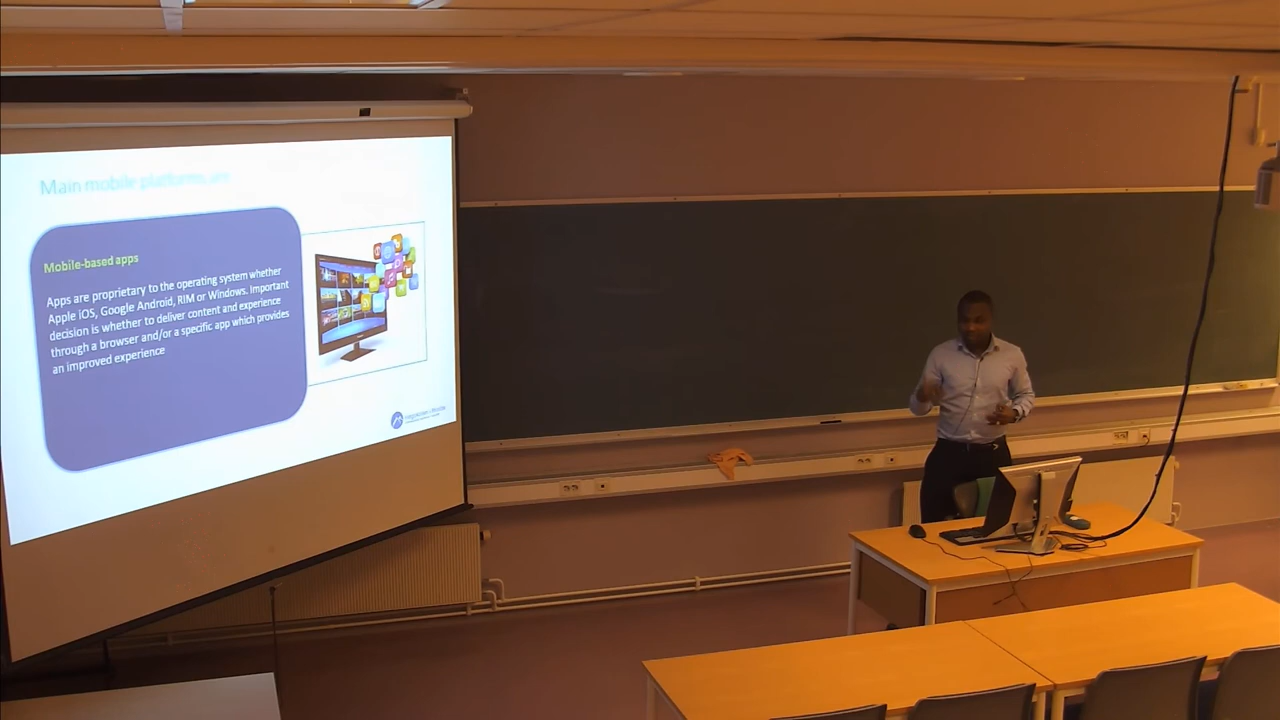 Main mobile platforms are
Mobile-based apps
Apps are proprietary to the operating system whether
Apple iOS, Google Android, RIM or Windows. Important
decision is whether to deliver content and experience
through a browser and/or a specific app which provides
an improved experience